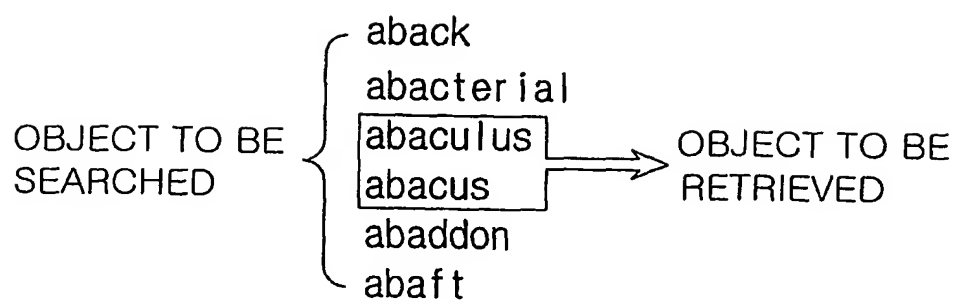 OBJECT TO BE
SEARCHED
aback
abacterial
abaculus
abacus
abaddon
abaft
OBJECT TO BE
RETRIEVED